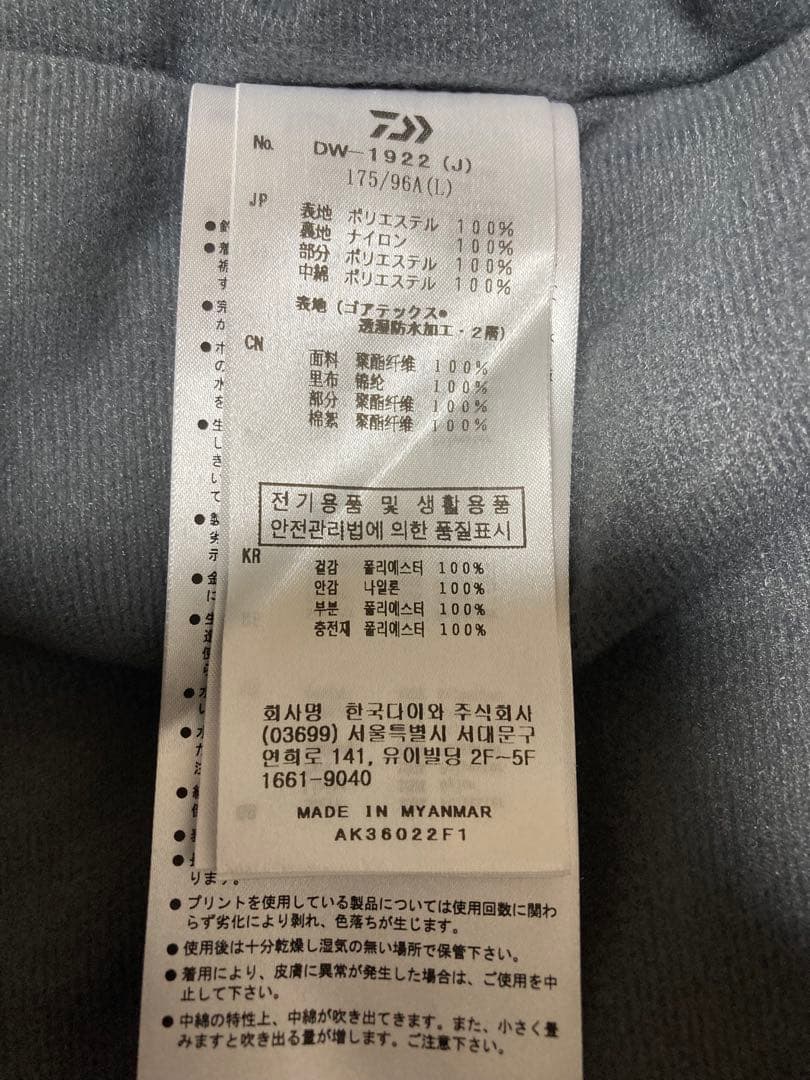 No. DW-1922 (J)
175/96A(L)
JP
表地 ポリエステル 100%
裏地 ナイロン 100%
部分 ポリエステル 100%
中綿 ポリエステル 100%
表地（ゴアテックス®
透湿防水加工・2層）
CN
面料 聚酯纤维 100%
里布 锦纶 100%
部分 聚酯纤维 100%
棉絮 聚酯纤维 100%
전기용품 및 생활용품
안전관리법에 의한 품질표시
KR
겉감 폴리에스터 100%
안감 나일론 100%
부분 폴리에스터 100%
충전재 폴리에스터 100%
회사명 한국다이와 주식회사
(03699) 서울특별시 서대문구
연희로 141, 유이빌딩 2F~5F
1661-9040
MADE IN MYANMAR
AK36022F1
ります。
●プリントを使用している製品については使用回数に関わ
らず劣化により剥れ、色落ちが生じます。
●使用後は十分乾燥し湿気の無い場所で保管下さい。
●着用により、皮膚に異常が発生した場合は、ご使用を中
止して下さい。
●中綿の特性上、中綿が吹き出てきます。また、小さく畳
みますと吹き出る量が増します。ご注意下さい。